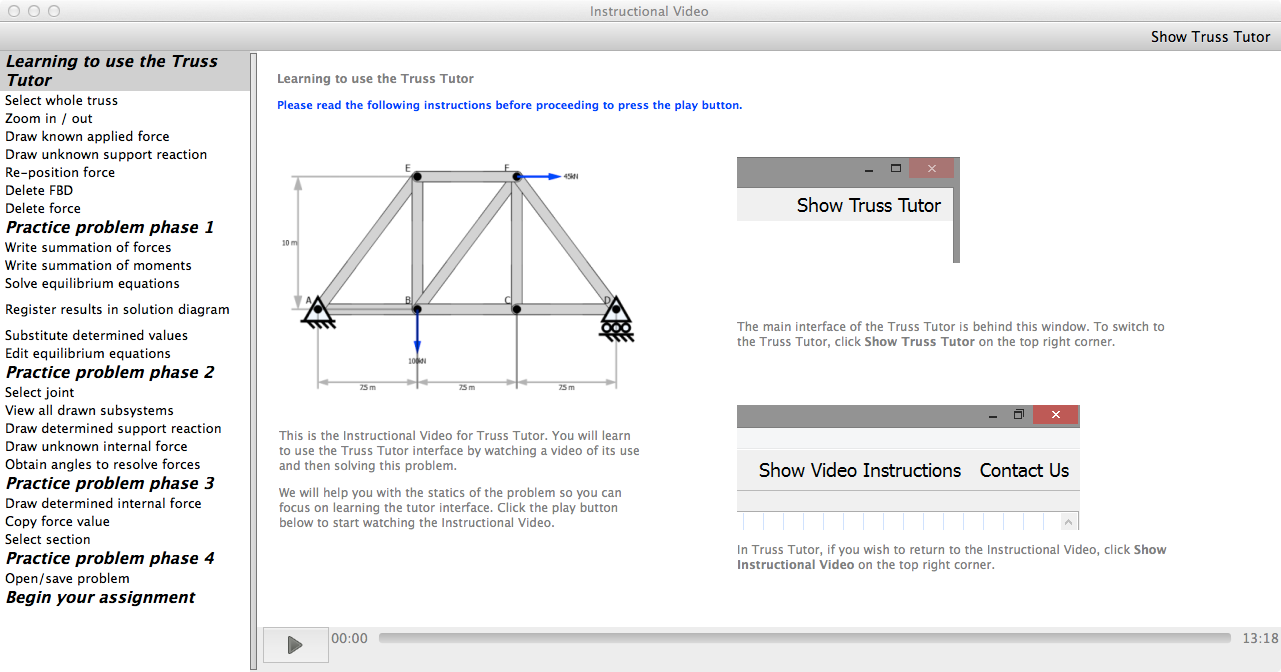 Instructional Video
Show Truss Tutor
Learning to use the Truss
Tutor
Select whole truss
Zoom in / out
Draw known applied force
Draw unknown support reaction
Re-position force
Delete FBD
Delete force
Practice problem phase 1
Write summation of forces
Write summation of moments
Solve equilibrium equations
Register results in solution diagram
Substitute determined values
Edit equilibrium equations
Practice problem phase 2
Select joint
View all drawn subsystems
Draw determined support reaction
Draw unknown internal force
Obtain angles to resolve forces
Practice problem phase 3
Draw determined internal force
Copy force value
Select section
Practice problem phase 4
Open/save problem
Begin your assignment
Learning to use the Truss Tutor
Please read the following instructions before proceeding to press the play button.
E
F
45kN
10 m
A
B
C
D
100kN
7.5 m
7.5 m
7.5 m
This is the Instructional Video for Truss Tutor. You will learn
to use the Truss Tutor interface by watching a video of its use
and then solving this problem.
We will help you with the statics of the problem so you can
focus on learning the tutor interface. Click the play button
below to start watching the Instructional Video.
Show Truss Tutor
The main interface of the Truss Tutor is behind this window. To switch to
the Truss Tutor, click Show Truss Tutor on the top right corner.
Show Video Instructions Contact Us
In Truss Tutor, if you wish to return to the Instructional Video, click Show
Instructional Video on the top right corner.
00:00
13:18